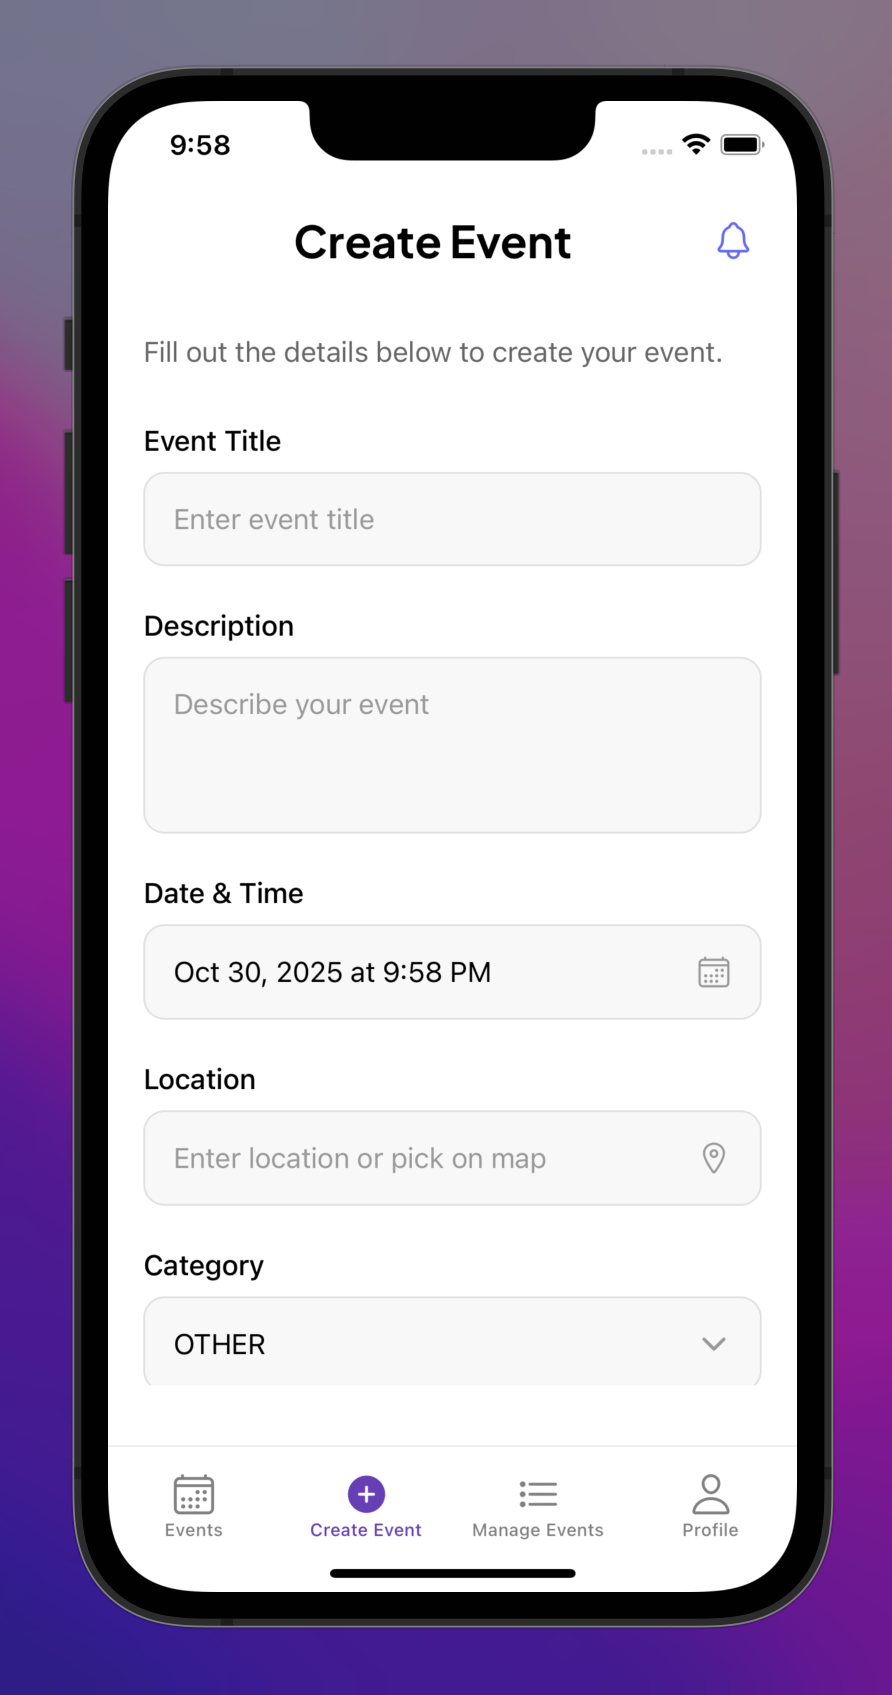 9:58
Create Event
Fill out the details below to create your event.
Event Title
Enter event title
Description
Describe your event
Date & Time
Oct 30, 2025 at 9:58 PM
Location
Enter location or pick on map
Category
OTHER
Events
Create Event
Manage Events
Profile